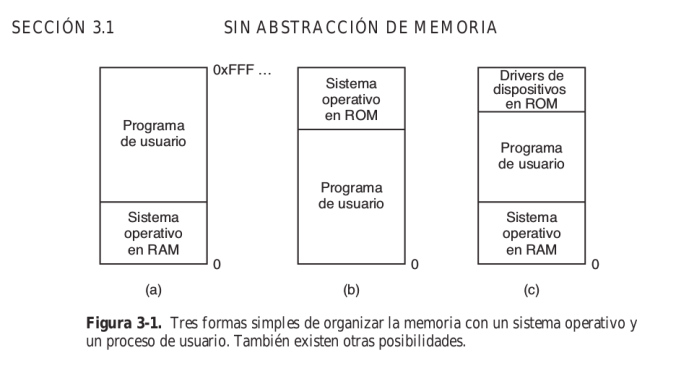 SECCIÓN 3.1 SIN ABSTRACCIÓN DE MEMORIA
0xFFF ...
Programa
de usuario
Sistema
operativo
en RAM
0
(a)
Sistema
operativo
en ROM
Programa
de usuario
0
(b)
Drivers de
dispositivos
en ROM
Programa
de usuario
Sistema
operativo
en RAM
0
(c)
Figura 3-1. Tres formas simples de organizar la memoria con un sistema operativo y
un proceso de usuario. También existen otras posibilidades.